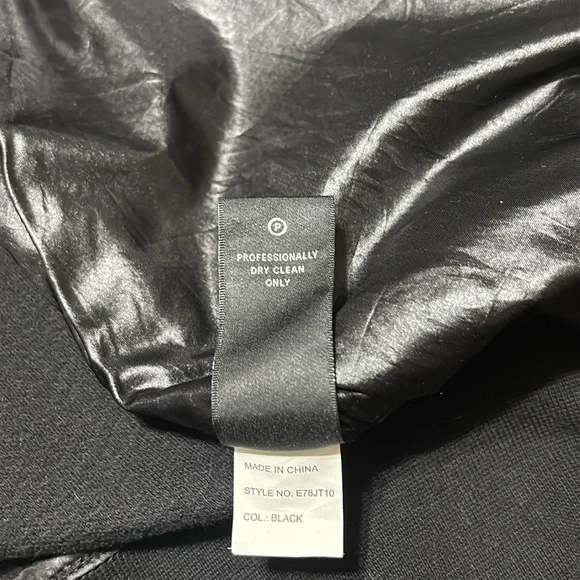 P
PROFESSIONALLY
DRY CLEAN
ONLY
MADE IN CHINA
STYLE NO. E78JT10
COL.: BLACK